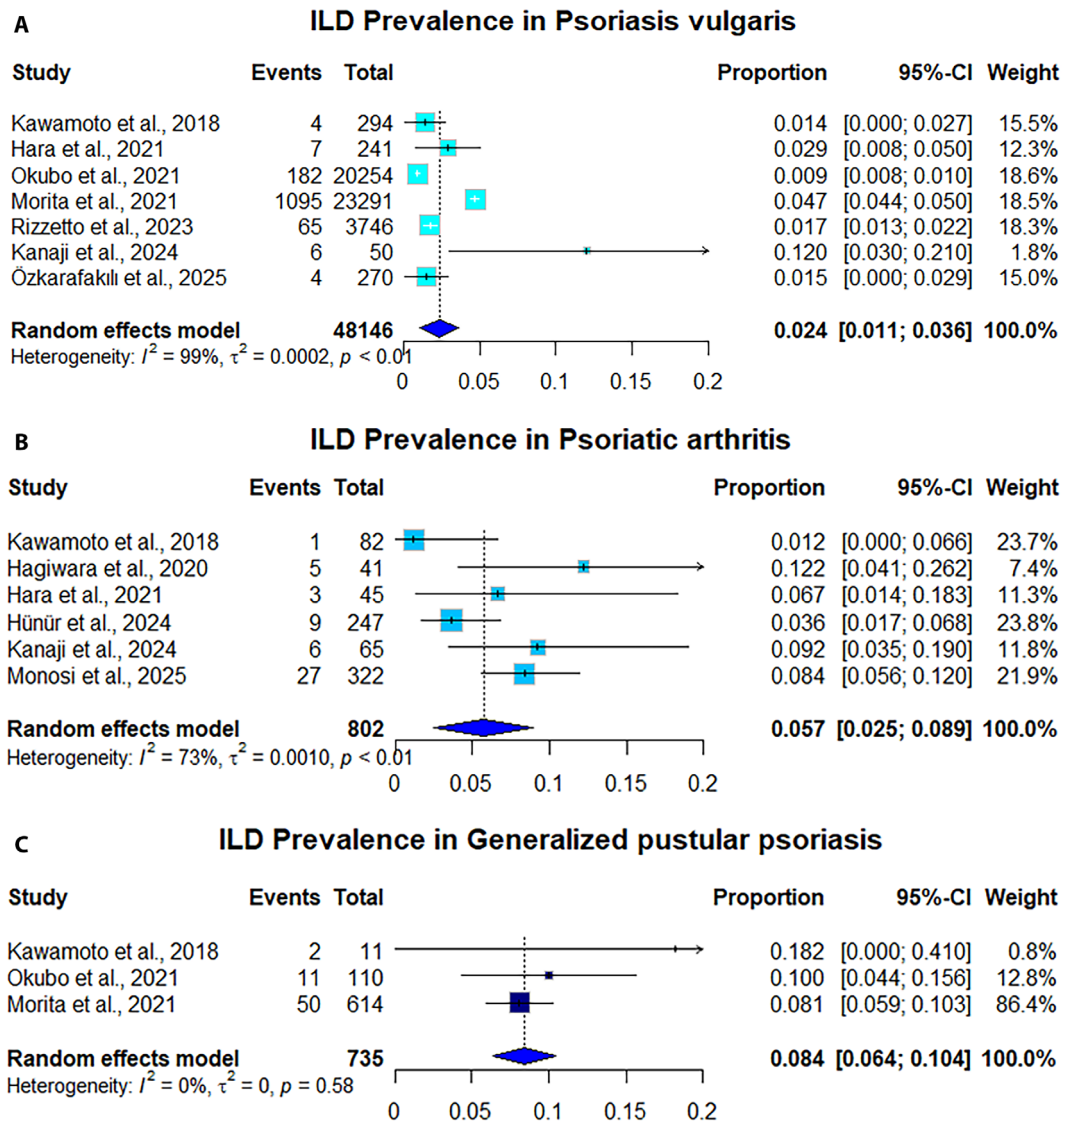 A
ILD Prevalence in Psoriasis vulgaris
Study Events Total Proportion 95%-CI Weight
Kawamoto et al., 2018 4 294 0.014 [0.000; 0.027] 15.5%
Hara et al., 2021 7 241 0.029 [0.008; 0.050] 12.3%
Okubo et al., 2021 182 20254 0.009 [0.008; 0.010] 18.6%
Morita et al., 2021 1095 23291 0.047 [0.044; 0.050] 18.5%
Rizzetto et al., 2023 65 3746 0.017 [0.013; 0.022] 18.3%
Kanaji et al., 2024 6 50 0.120 [0.030; 0.210] 1.8%
Özkarafakılı et al., 2025 4 270 0.015 [0.000; 0.029] 15.0%
Random effects model 48146 0.024 [0.011; 0.036] 100.0%
Heterogeneity: I² = 99%, τ² = 0.0002, p < 0.01
0 0.05 0.1 0.15 0.2
B
ILD Prevalence in Psoriatic arthritis
Study Events Total Proportion 95%-CI Weight
Kawamoto et al., 2018 1 82 0.012 [0.000; 0.066] 23.7%
Hagiwara et al., 2020 5 41 0.122 [0.041; 0.262] 7.4%
Hara et al., 2021 3 45 0.067 [0.014; 0.183] 11.3%
Hünür et al., 2024 9 247 0.036 [0.017; 0.068] 23.8%
Kanaji et al., 2024 6 65 0.092 [0.035; 0.190] 11.8%
Monosi et al., 2025 27 322 0.084 [0.056; 0.120] 21.9%
Random effects model 802 0.057 [0.025; 0.089] 100.0%
Heterogeneity: I² = 73%, τ² = 0.0010, p < 0.01
0 0.05 0.1 0.15 0.2
C
ILD Prevalence in Generalized pustular psoriasis
Study Events Total Proportion 95%-CI Weight
Kawamoto et al., 2018 2 11 0.182 [0.000; 0.410] 0.8%
Okubo et al., 2021 11 110 0.100 [0.044; 0.156] 12.8%
Morita et al., 2021 50 614 0.081 [0.059; 0.103] 86.4%
Random effects model 735 0.084 [0.064; 0.104] 100.0%
Heterogeneity: I² = 0%, τ² = 0, p = 0.58
0 0.05 0.1 0.15 0.2